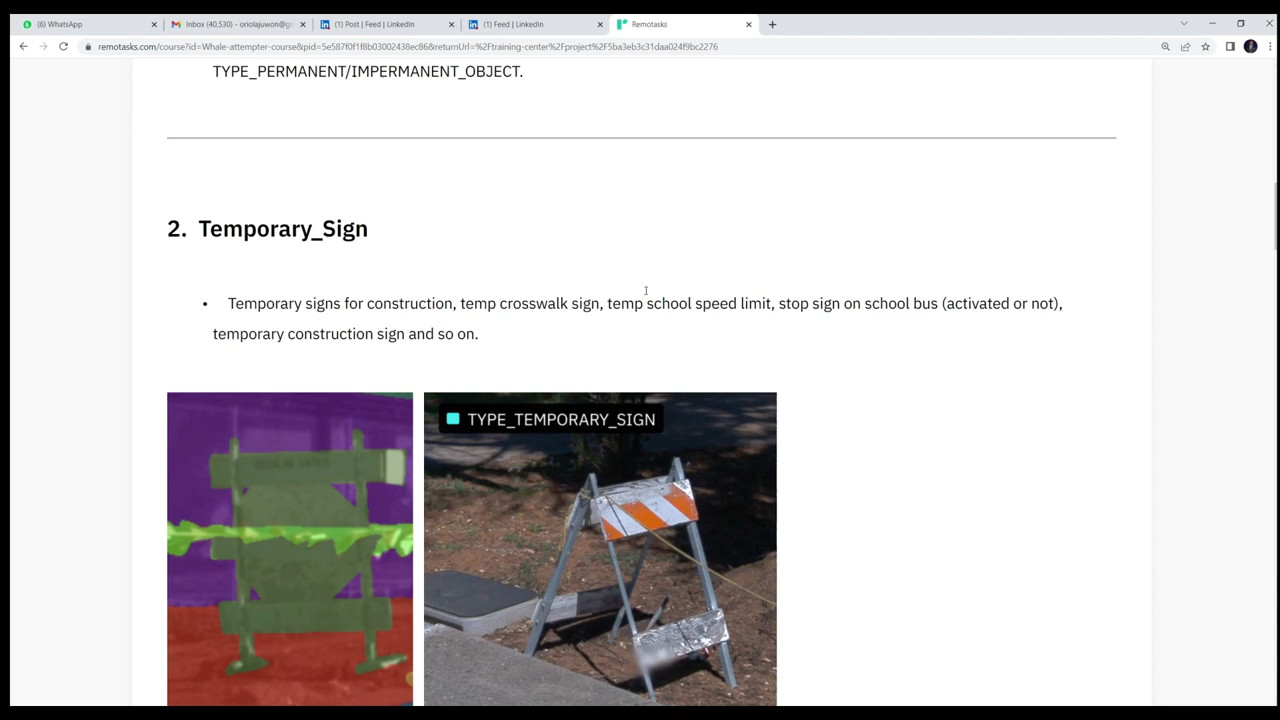 (6) WhatsApp
Inbox (40,530) - oriolajuwon@gr
(1) Post | Feed | LinkedIn
(1) Feed | LinkedIn
Remotasks
remotasks.com/course?id=Whale-attempter-course&pid=5e587f0f1f8b03002438ec86&returnUrl=%2Ftraining-center%2Fproject%2F5ba3eb3c31daa024f9bc2276
TYPE_PERMANENT/IMPERMANENT_OBJECT.
2. Temporary_Sign
• Temporary signs for construction, temp crosswalk sign, temp school speed limit, stop sign on school bus (activated or not),
temporary construction sign and so on.
TYPE_TEMPORARY_SIGN